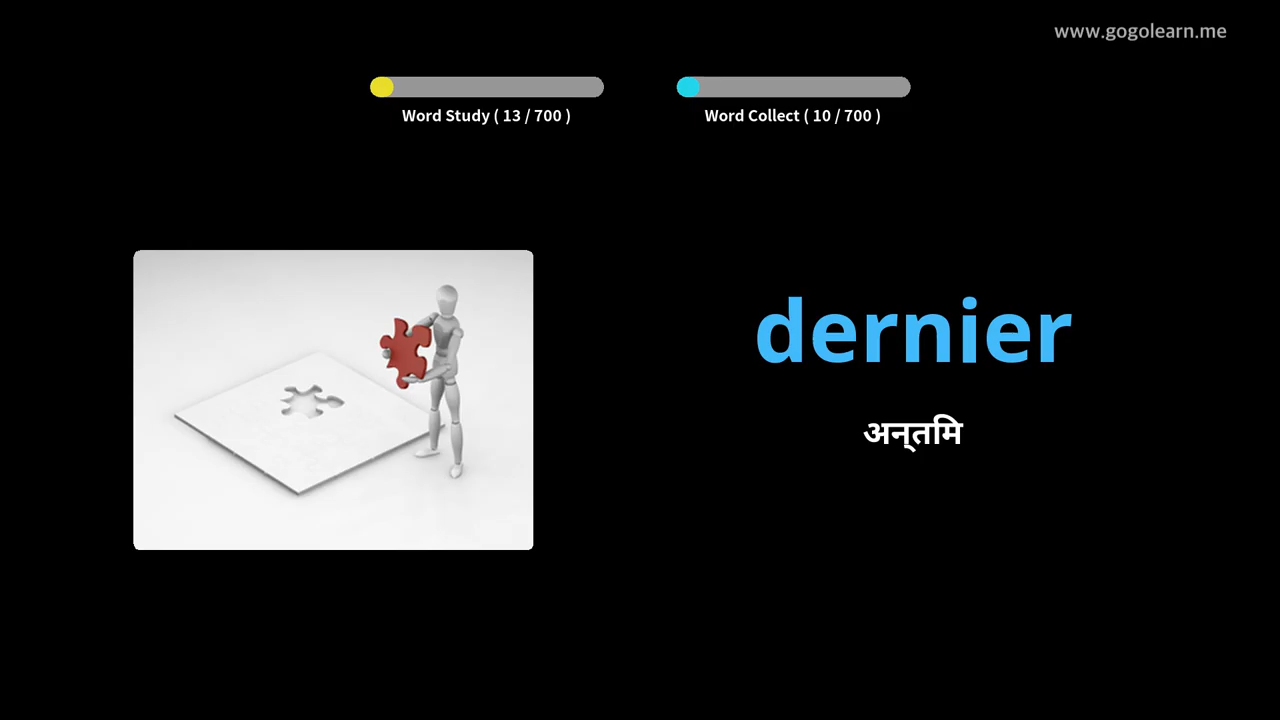 www.gogolearn.me
Word Study ( 13 / 700 )
Word Collect ( 10 / 700 )
dernier
अन्तमि